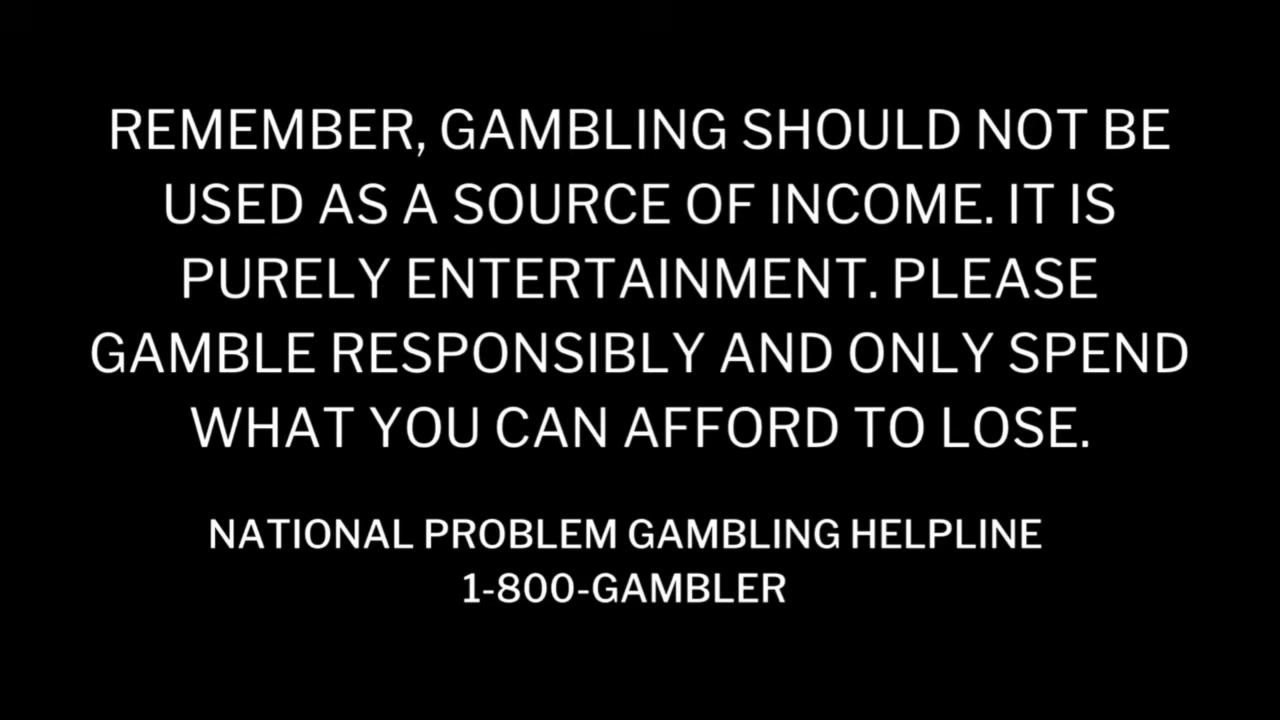 REMEMBER, GAMBLING SHOULD NOT BE
USED AS A SOURCE OF INCOME. IT IS
PURELY ENTERTAINMENT. PLEASE
GAMBLE RESPONSIBLY AND ONLY SPEND
WHAT YOU CAN AFFORD TO LOSE.
NATIONAL PROBLEM GAMBLING HELPLINE
1-800-GAMBLER